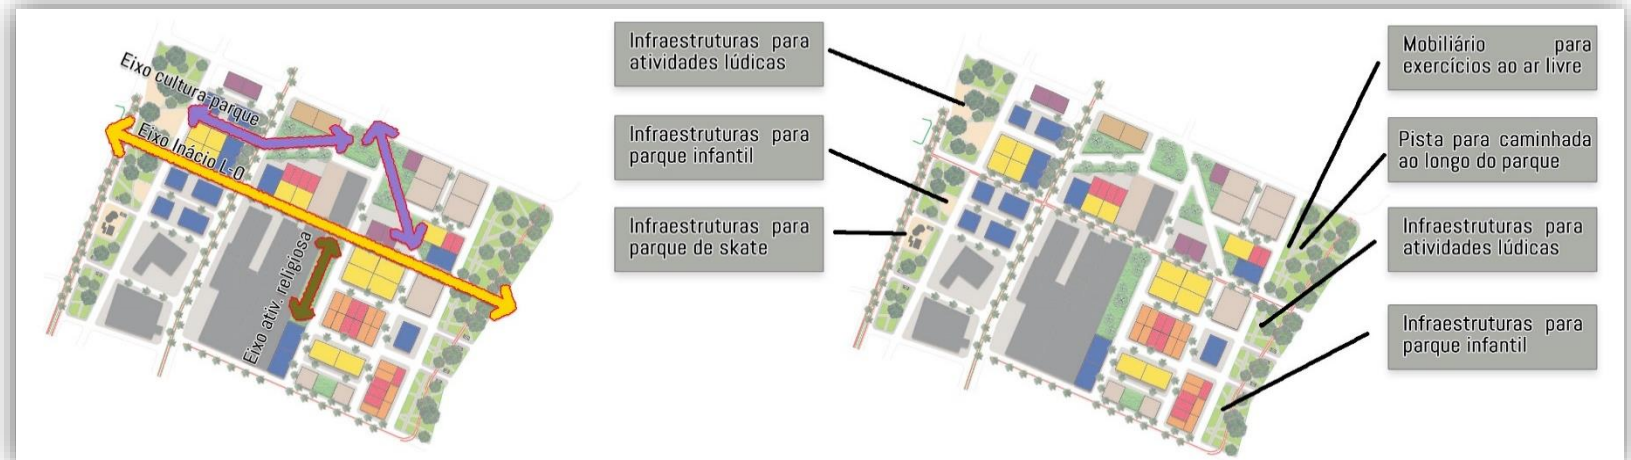 Eixo cultura-parque
Eixo Inácio L-O
Eixo ativ. religiosa
Infraestruturas para
atividades lúdicas
Infraestruturas para
parque infantil
Infraestruturas para
parque de skate
Mobiliário para
exercícios ao ar livre
Pista para caminhada
ao longo do parque
Infraestruturas para
atividades lúdicas
Infraestruturas para
parque infantil